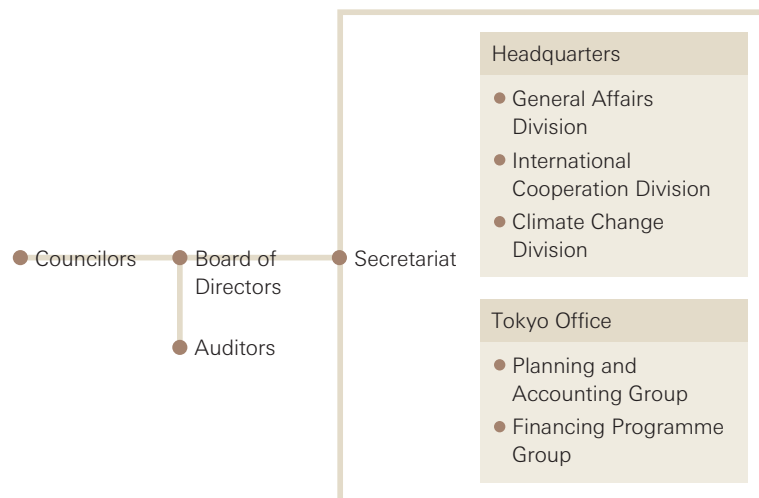 Councilors
Board of
Directors
Auditors
Secretariat
Headquarters
General Affairs
Division
International
Cooperation Division
Climate Change
Division
Tokyo Office
Planning and
Accounting Group
Financing Programme
Group